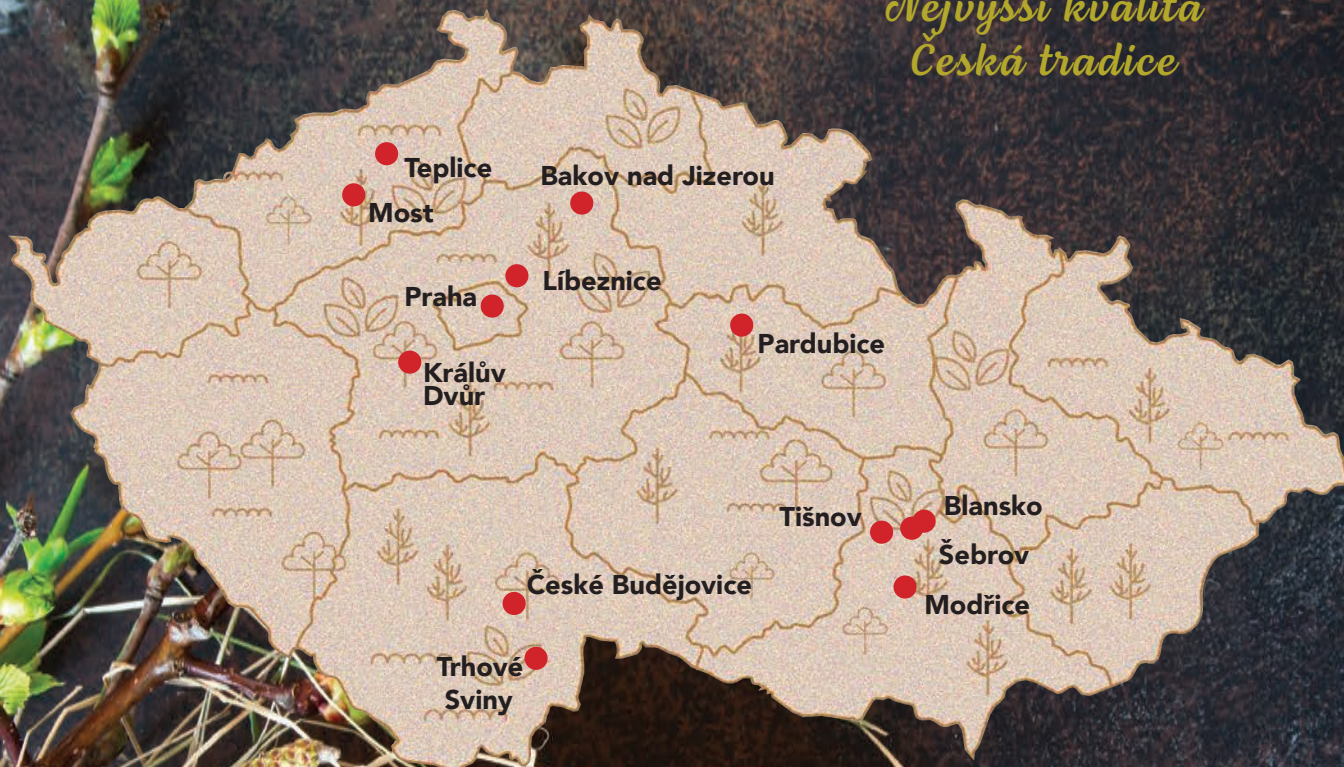 Nejvyšší kvalita
Česká tradice
Teplice
Bakov nad Jizerou
Most
Líbeznice
Praha
Pardubice
Králův
Dvůr
Blansko
Tišnov
Šebrov
České Budějovice
Modřice
Trhové
Sviny